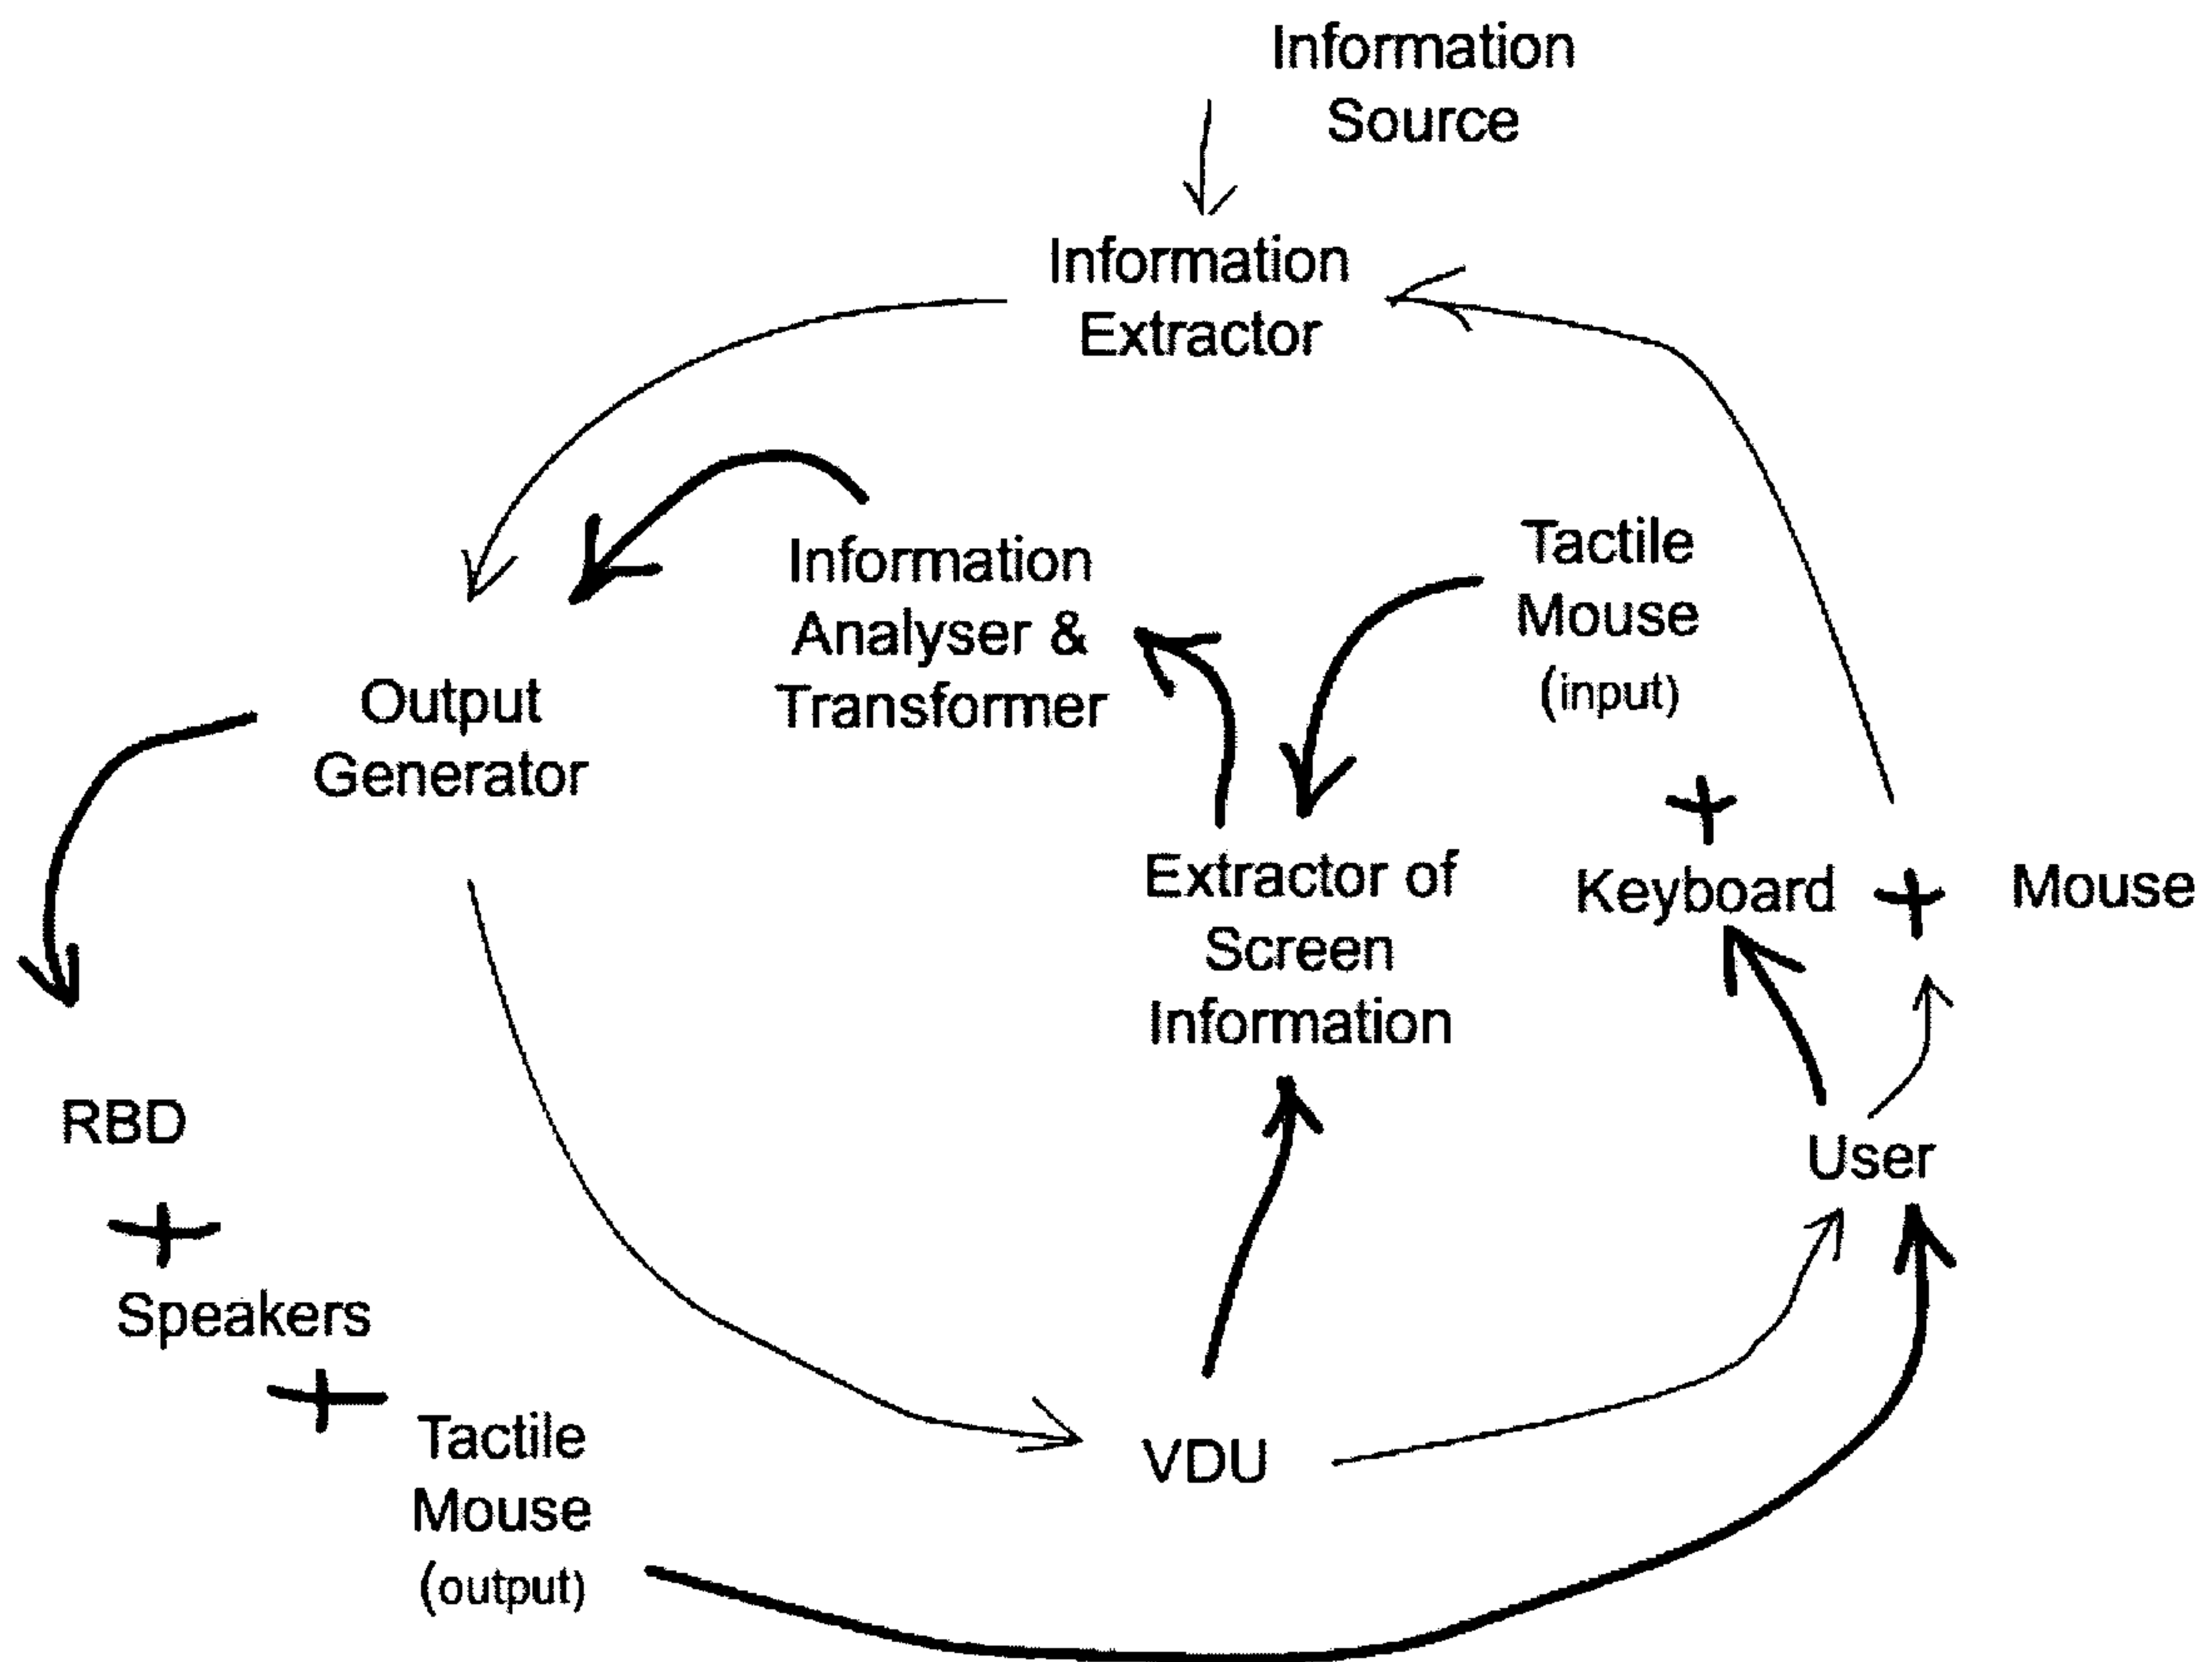 Information
Source
Information
Extractor
Tactile
Mouse
(input)
Information
Analyser &
Transformer
Output
Generator
+
Extractor of
Screen
Information
Keyboard + Mouse
RBD
+
Speakers
+
Tactile
Mouse
(output)
User
VDU